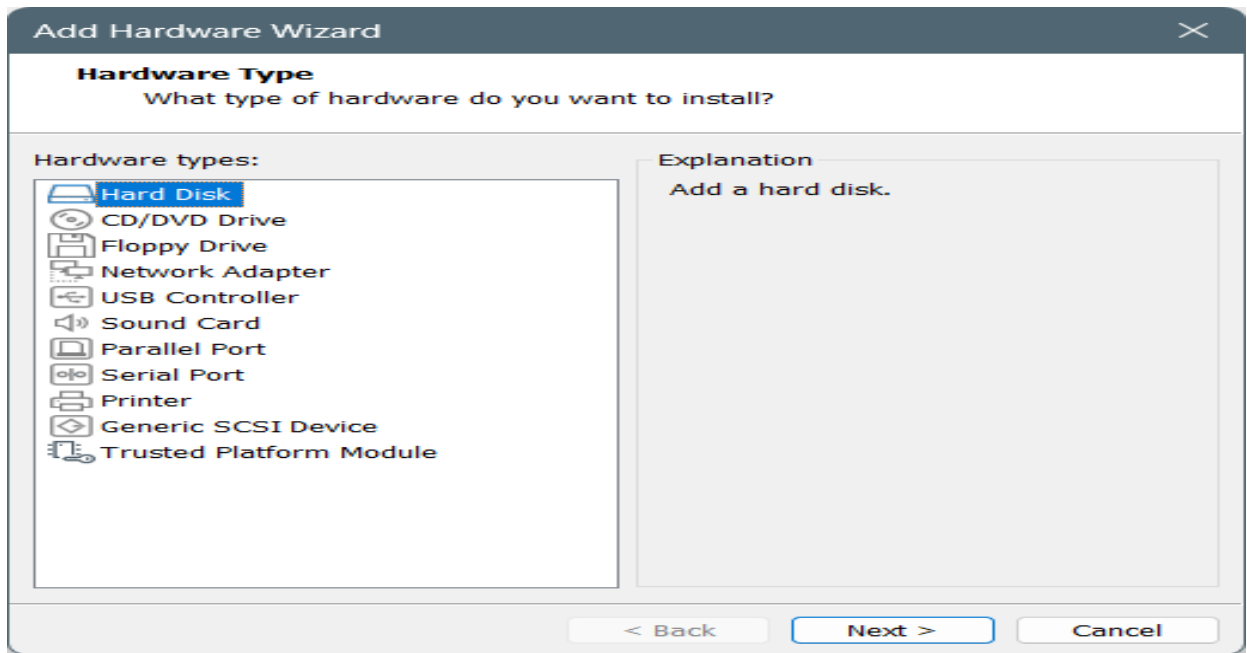 Add Hardware Wizard
Hardware Type
What type of hardware do you want to install?
Hardware types:
Hard Disk
CD/DVD Drive
Floppy Drive
Network Adapter
USB Controller
Sound Card
Parallel Port
Serial Port
Printer
Generic SCSI Device
Trusted Platform Module
Explanation
Add a hard disk.
< Back
Next >
Cancel